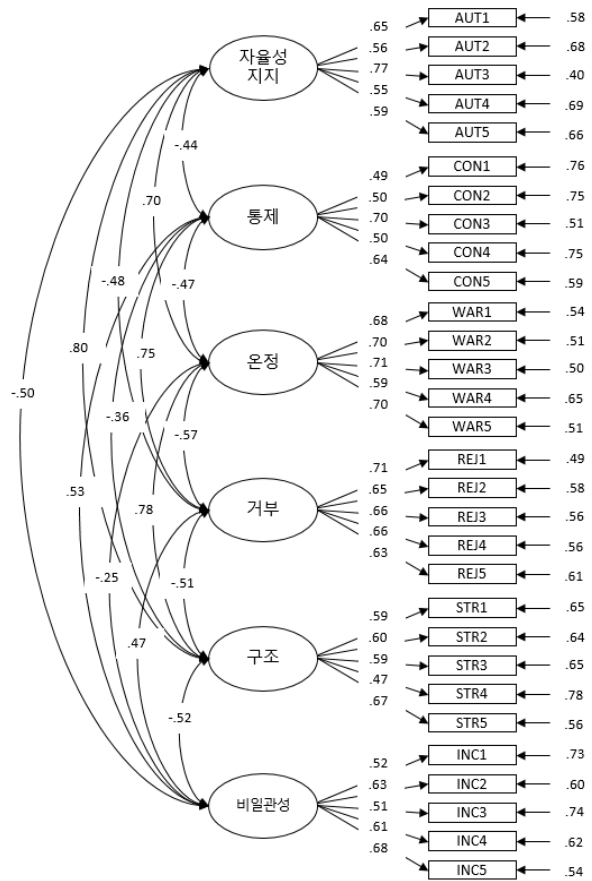 자율성
지지
통제
온정
거부
구조
비일관성
-.44
.70
-.48
.80
-.50
-.47
.75
-.36
.53
-.57
.78
-.25
-.51
.47
-.52
.65 AUT1 .58
.56 AUT2 .68
.77 AUT3 .40
.55 AUT4 .69
.59 AUT5 .66
.49 CON1 .76
.50 CON2 .75
.70 CON3 .51
.50 CON4 .75
.64 CON5 .59
.68 WAR1 .54
.70 WAR2 .51
.71 WAR3 .50
.59 WAR4 .65
.70 WAR5 .51
.71 REJ1 .49
.65 REJ2 .58
.66 REJ3 .56
.66 REJ4 .56
.63 REJ5 .61
.59 STR1 .65
.60 STR2 .64
.59 STR3 .65
.47 STR4 .78
.67 STR5 .56
.52 INC1 .73
.63 INC2 .60
.51 INC3 .74
.61 INC4 .62
.68 INC5 .54